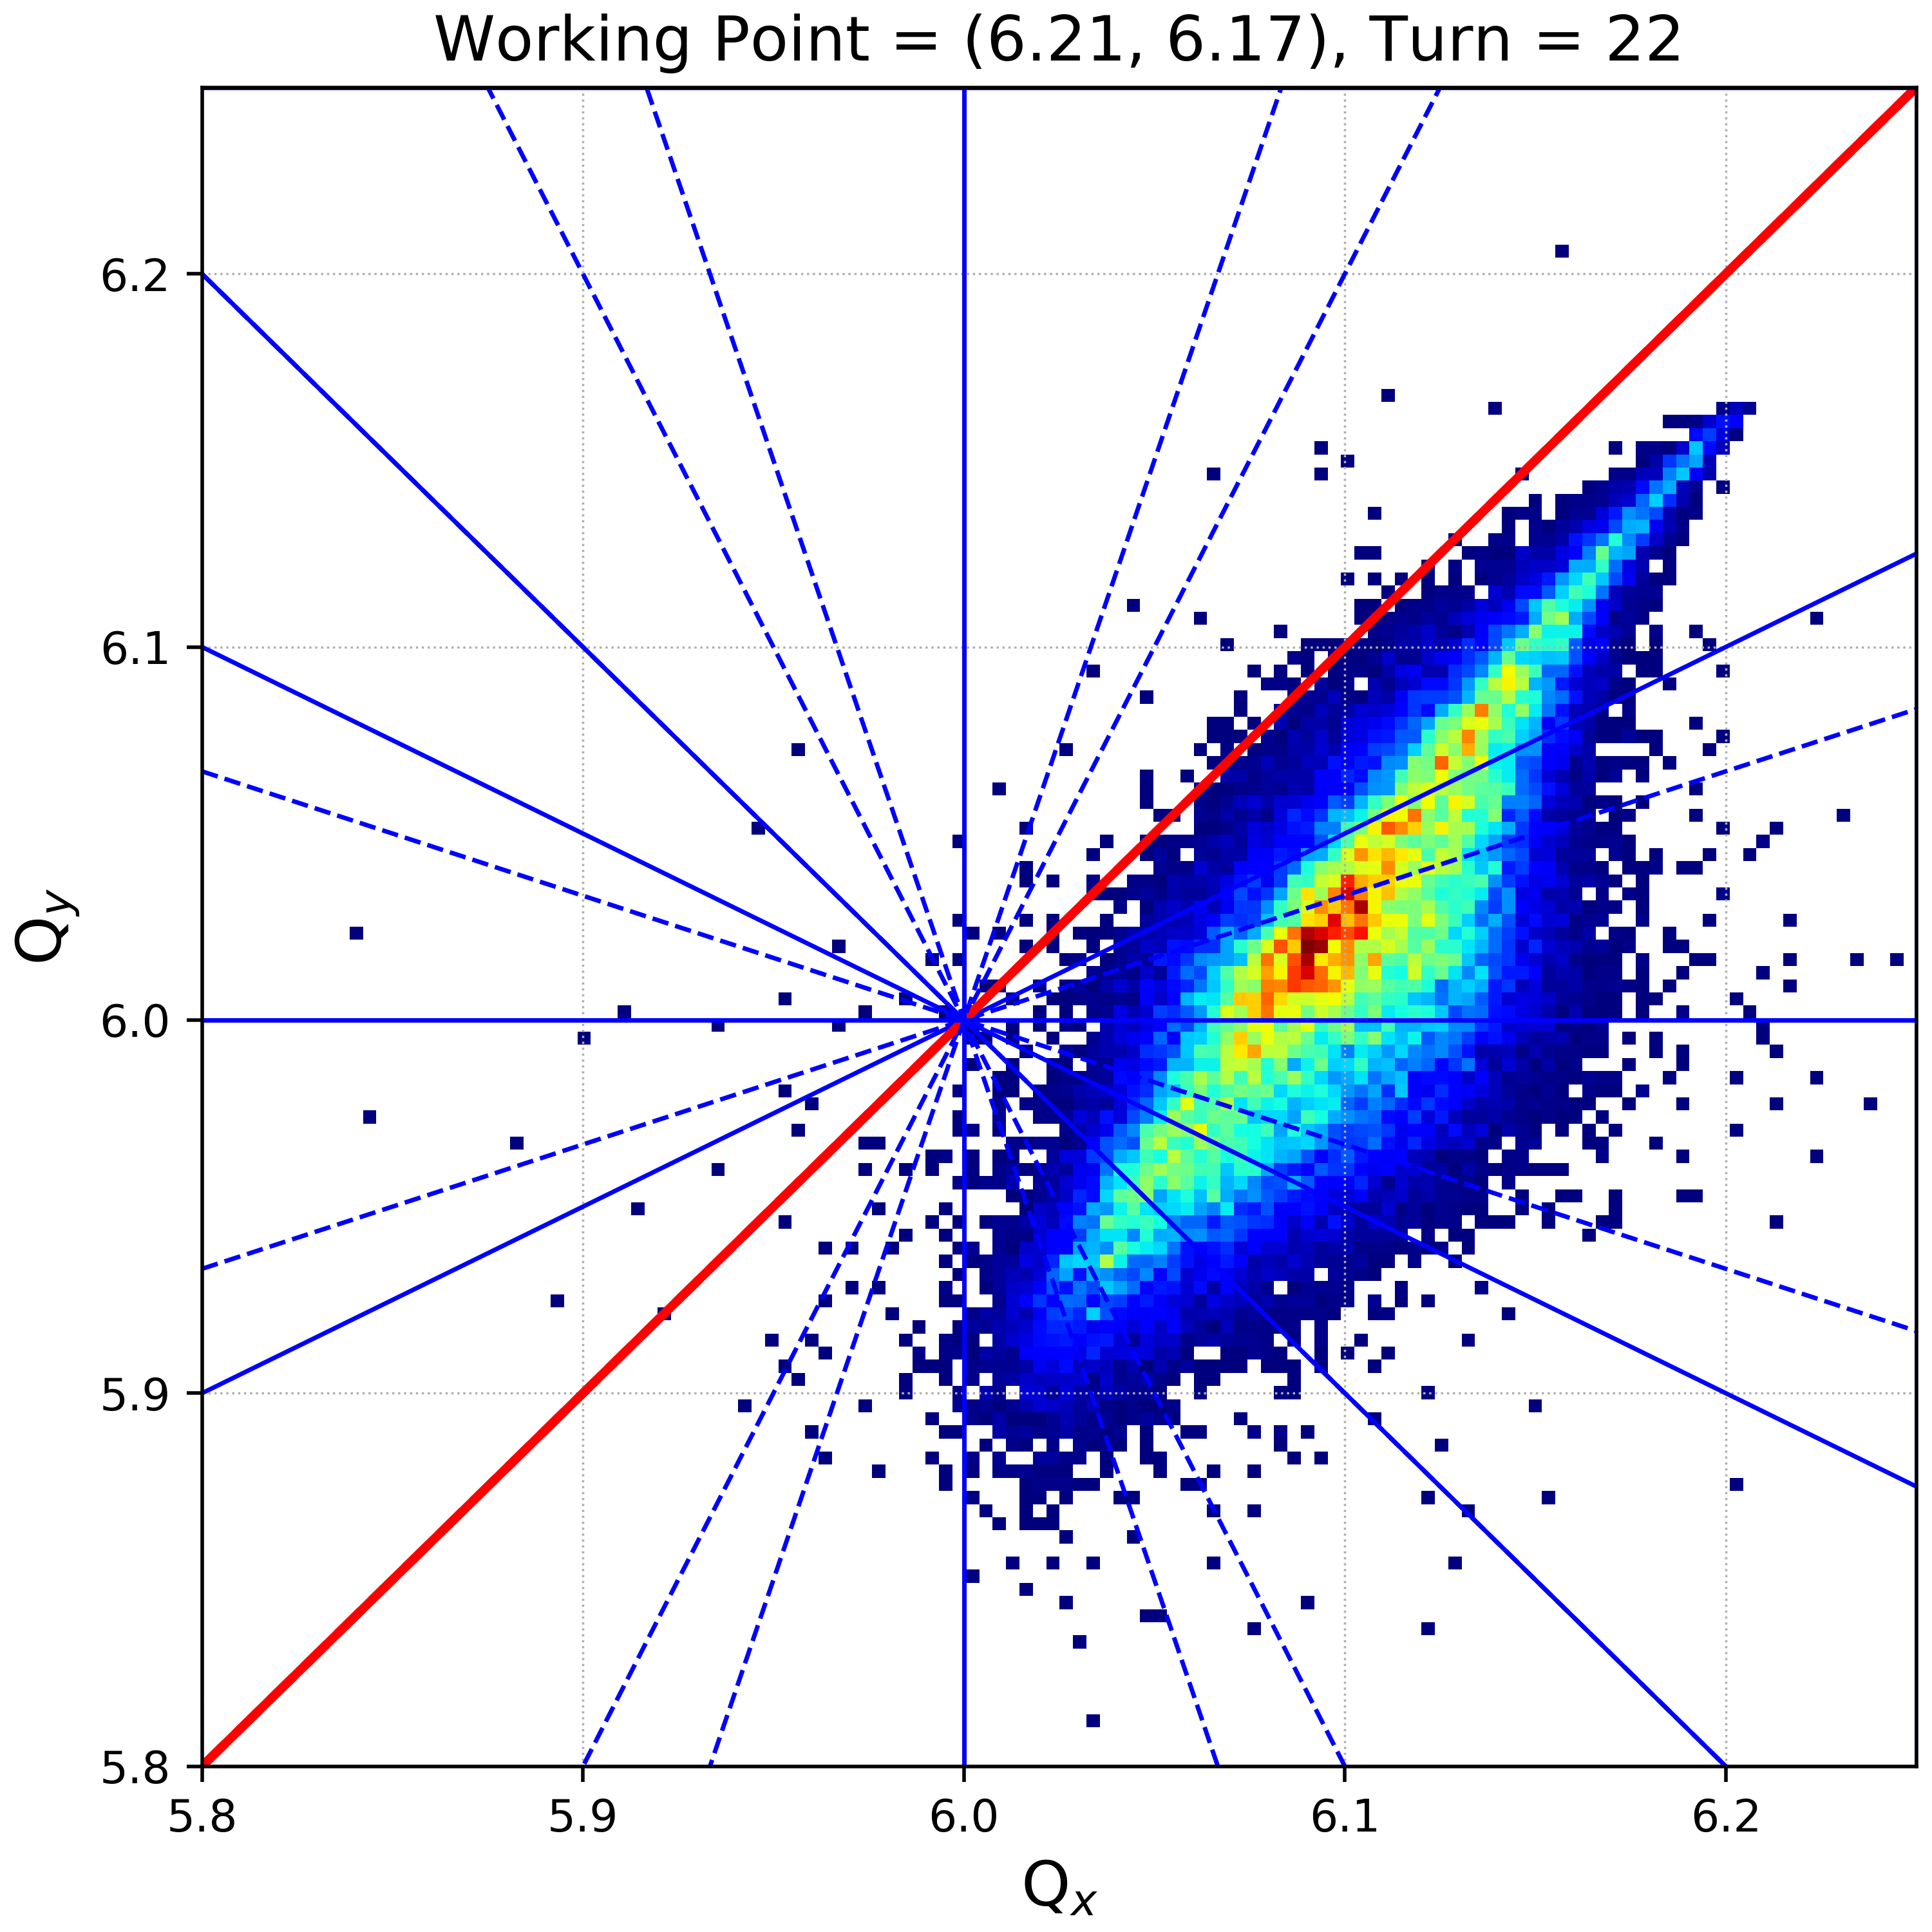 Working Point = (6.21, 6.17), Turn = 22
6.2
6.1
6.0
5.9
5.8
Qy
5.8 5.9 6.0 6.1 6.2
Qx